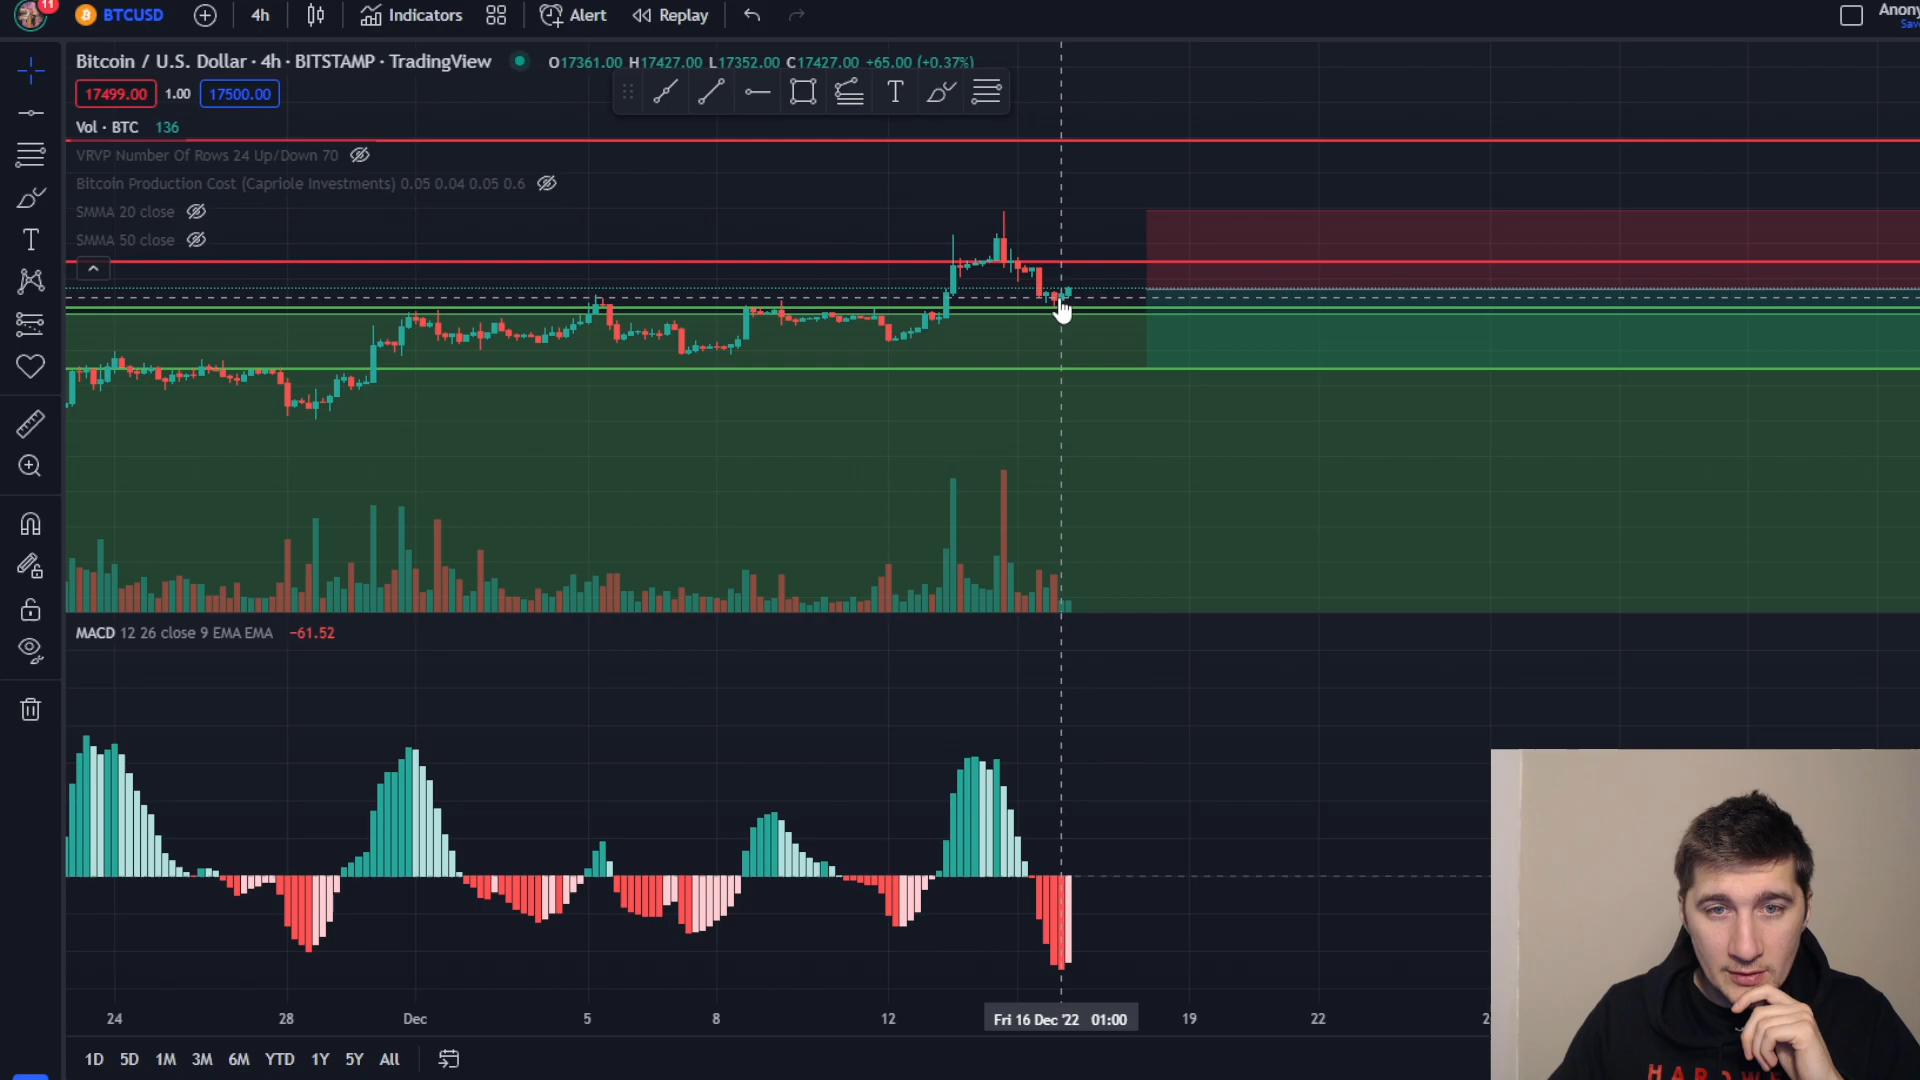 11 BTCUSD 4h Indicators Alert Replay Anony
Save
Bitcoin / U.S. Dollar · 4h · BITSTAMP · TradingView O17361.00 H17427.00 L17352.00 C17427.00 +65.00 (+0.37%)
17499.00 1.00 17500.00
T
Vol · BTC 136
VRVP Number Of Rows 24 Up/Down 70
Bitcoin Production Cost (Capriole Investments) 0.05 0.04 0.05 0.6
SMMA 20 close
SMMA 50 close
T
MACD 12 26 close 9 EMA EMA −61.52
24 28 Dec 5 8 12 Fri 16 Dec '22 01:00 19 22
1D 5D 1M 3M 6M YTD 1Y 5Y All